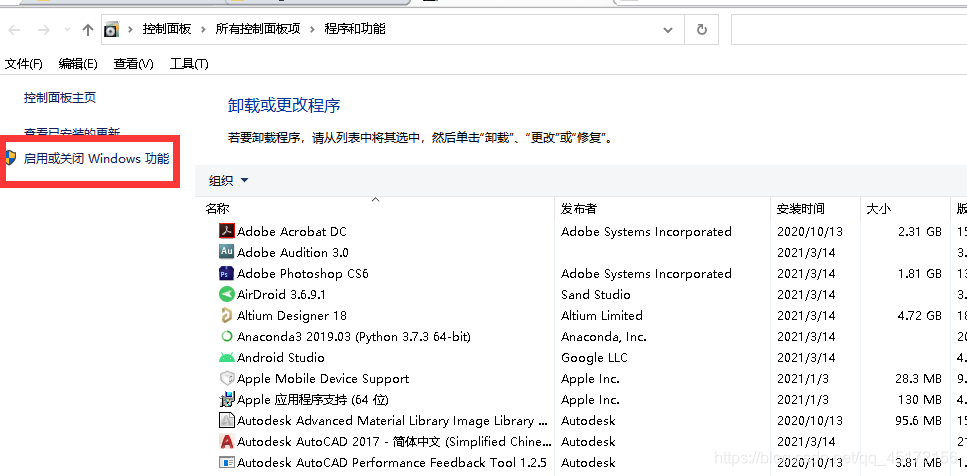 控制面板 > 所有控制面板项 > 程序和功能
文件(F) 编辑(E) 查看(V) 工具(T)
控制面板主页
查看已安装的更新
启用或关闭 Windows 功能
卸载或更改程序
若要卸载程序，请从列表中将其选中，然后单击“卸载”、“更改”或“修复”。
组织
名称 发布者 安装时间 大小 版
Adobe Acrobat DC Adobe Systems Incorporated 2020/10/13 2.31 GB 15
Adobe Audition 3.0 2021/3/14 3.
Adobe Photoshop CS6 Adobe Systems Incorporated 2021/3/14 1.81 GB 13
AirDroid 3.6.9.1 Sand Studio 2021/3/14 3.
Altium Designer 18 Altium Limited 2021/3/14 4.72 GB 18
Anaconda3 2019.03 (Python 3.7.3 64-bit) Anaconda, Inc. 2021/3/14 20
Android Studio Google LLC 2021/3/14 4.
Apple Mobile Device Support Apple Inc. 2021/1/3 28.3 MB 9.
Apple 应用程序支持 (64 位) Apple Inc. 2021/1/3 130 MB 4.
Autodesk Advanced Material Library Image Library ... Autodesk 2020/10/13 95.6 MB 15
Autodesk AutoCAD 2017 - 简体中文 (Simplified Chine... Autodesk 2021/3/14 21
Autodesk AutoCAD Performance Feedback Tool 1.2.5 Autodesk 2020/10/13 3.81 MB 1.